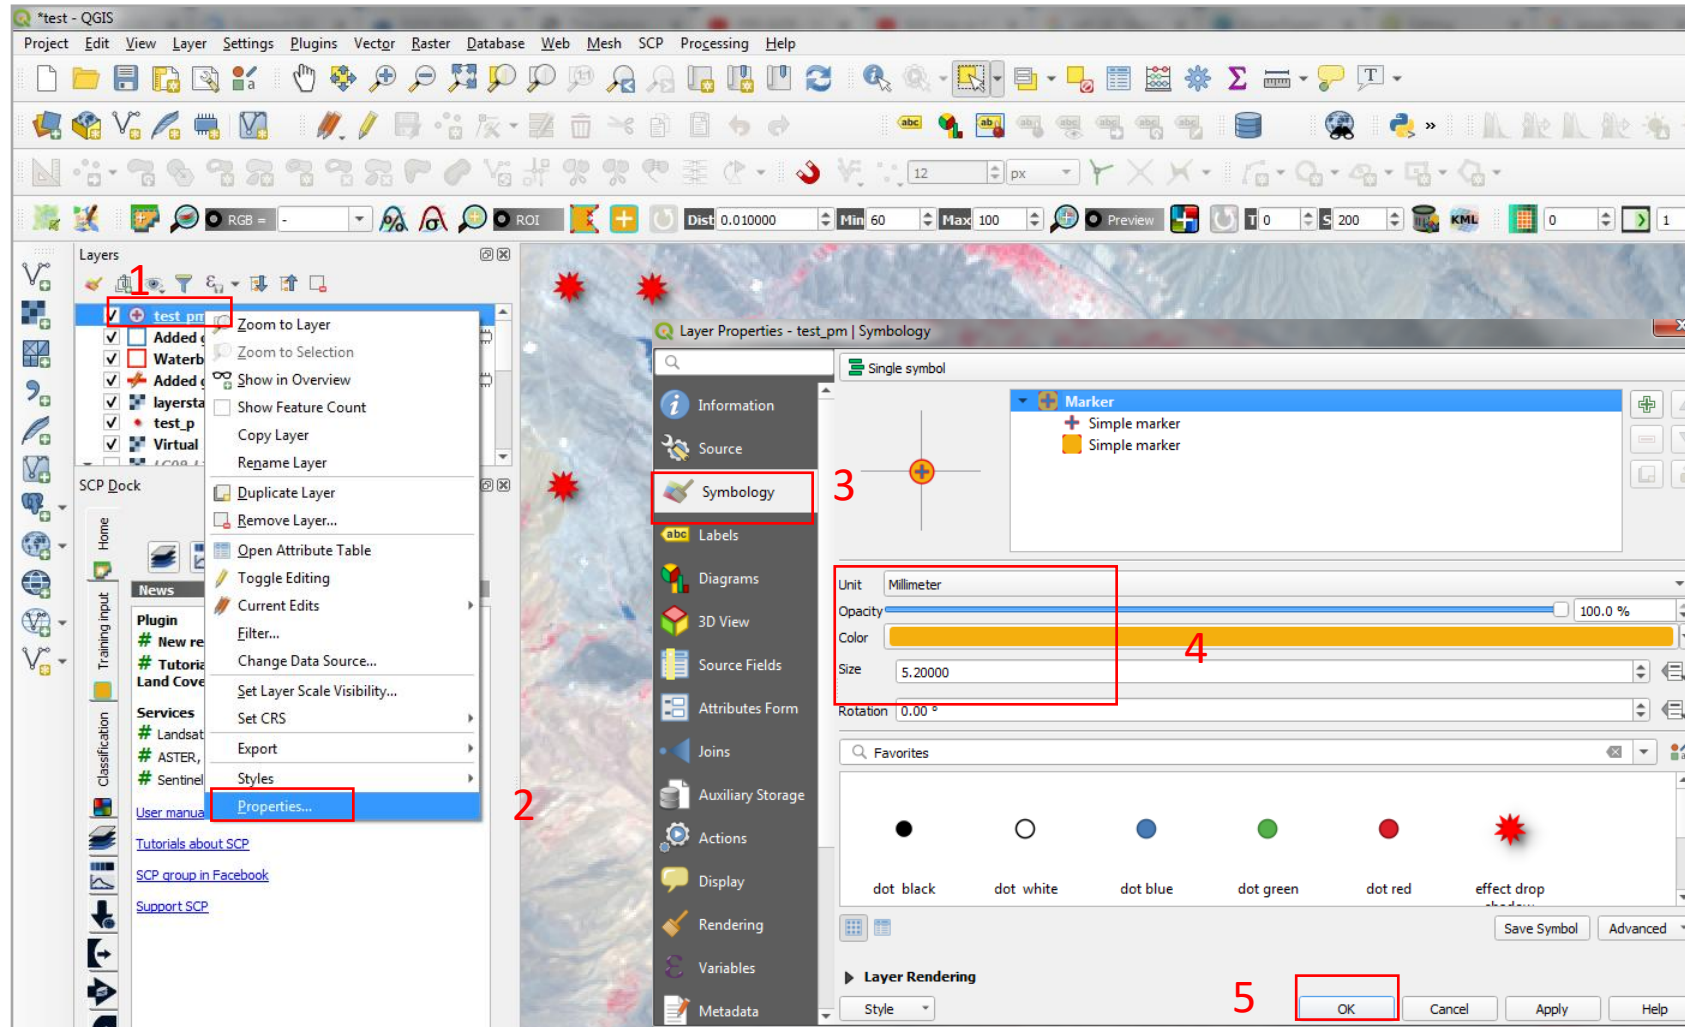 *test - QGIS
Project Edit View Layer Settings Plugins Vector Raster Database Web Mesh SCP Processing Help
12 px
RGB = - ROI Dist 0.010000 Min 60 Max 100 Preview T 0 S 200 KML 0 1
Layers
1
test_pm
Added
Waterb
Added
layersta
test_p
Virtual
Zoom to Layer
Zoom to Selection
Show in Overview
Show Feature Count
Copy Layer
Rename Layer
Duplicate Layer
Remove Layer...
Open Attribute Table
Toggle Editing
Current Edits
Filter...
Change Data Source...
Set Layer Scale Visibility...
Set CRS
Export
Styles
Properties...
2
SCP Dock
Home
Training input
Classification
News
Plugin
# New re
# Tutoria
Land Cove
Services
# Landsat
# ASTER,
# Sentinel
User manua
Tutorials about SCP
SCP group in Facebook
Support SCP
Layer Properties - test_pm | Symbology
Information
Source
Symbology
3
abc Labels
Diagrams
3D View
Source Fields
Attributes Form
Joins
Auxiliary Storage
Actions
Display
Rendering
Variables
Metadata
Single symbol
Marker
Simple marker
Simple marker
Unit Millimeter
Opacity 100.0 %
Color
4
Size 5.20000
Rotation 0.00 °
Favorites
dot black dot white dot blue dot green dot red effect drop
Save Symbol Advanced
Layer Rendering
5
Style OK Cancel Apply Help